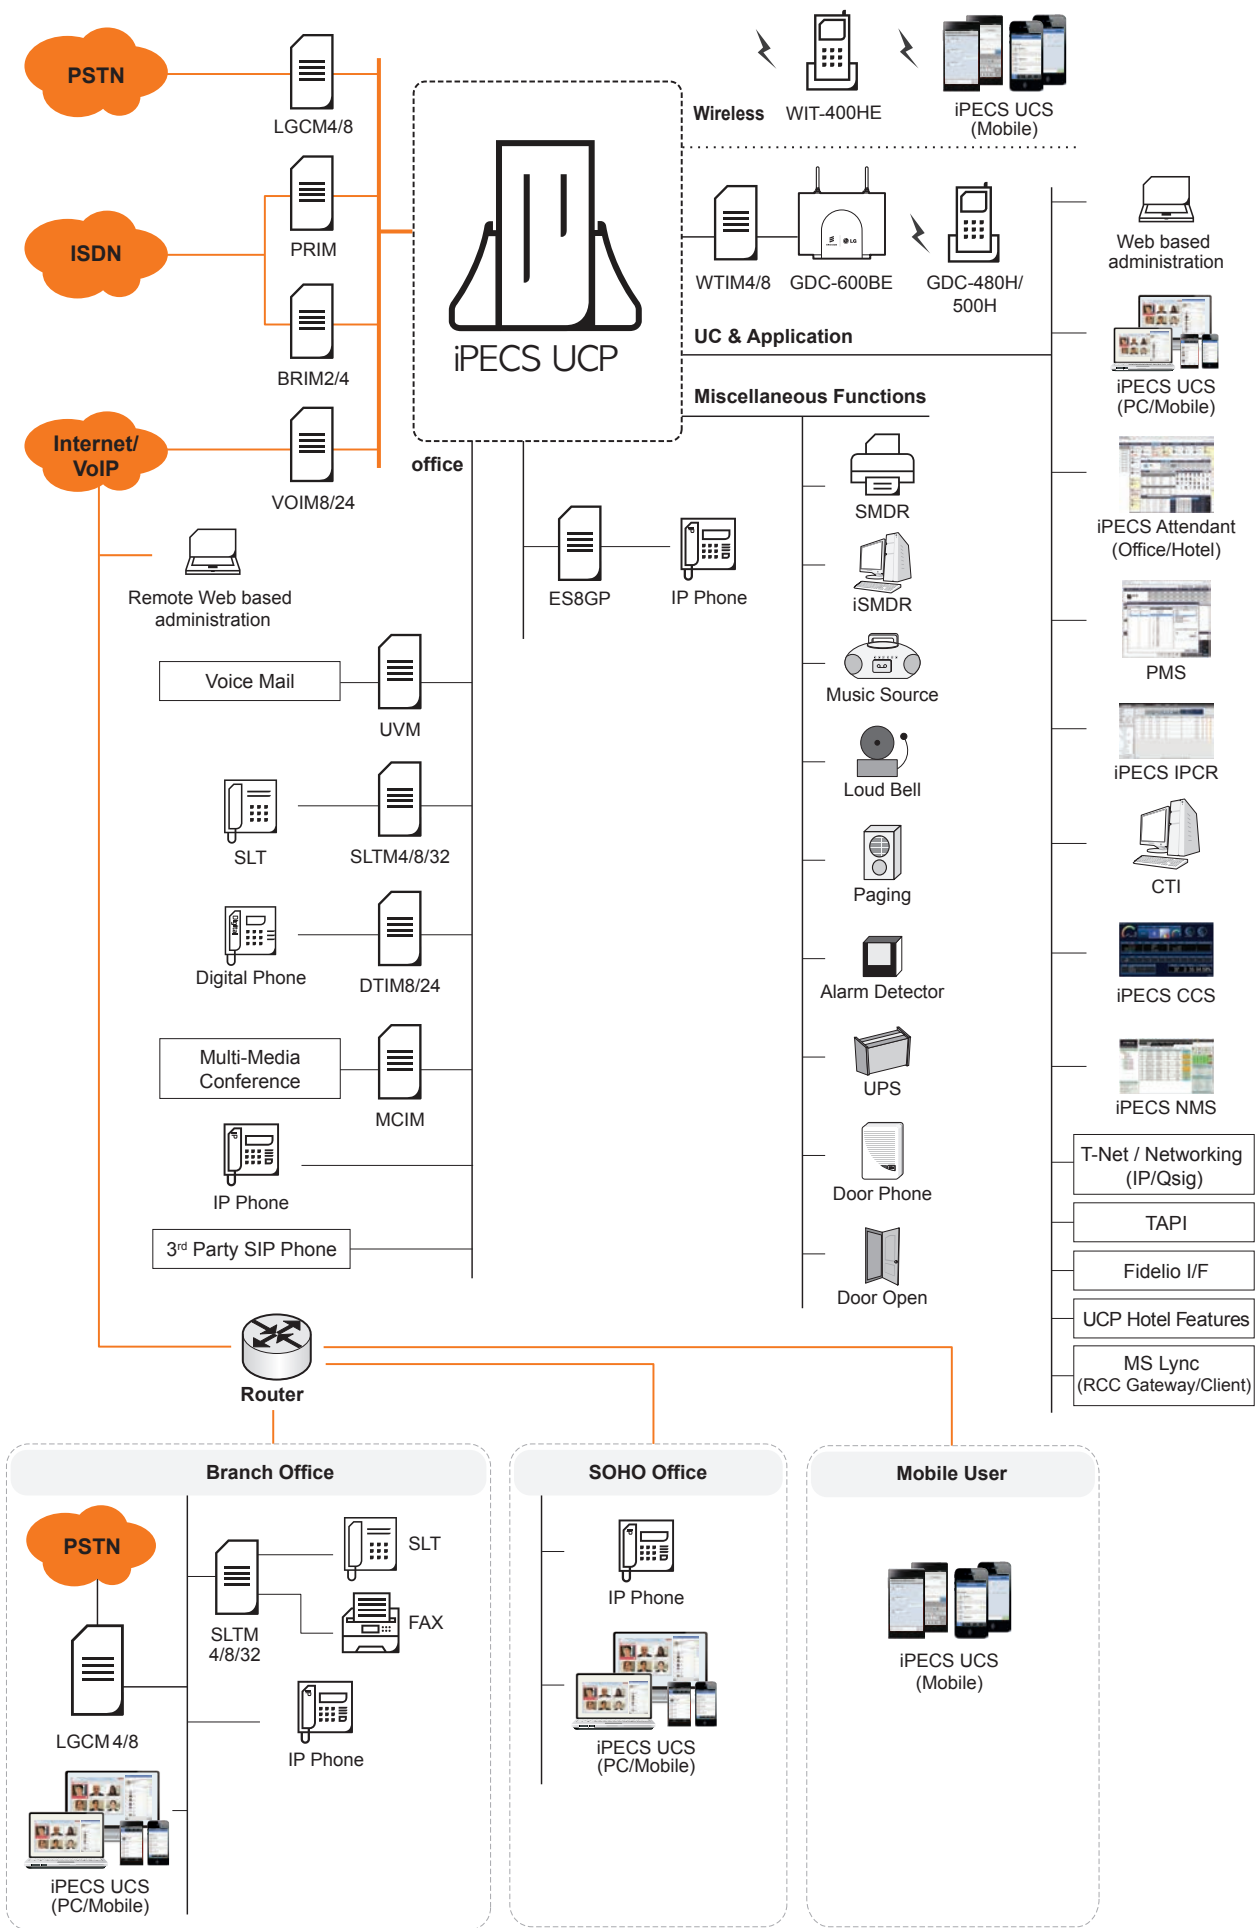 PSTN
LGCM4/8
ISDN
PRIM
BRIM2/4
Internet/
VoIP
VOIM8/24
iPECS UCP
Wireless
WIT-400HE
iPECS UCS
(Mobile)
WTIM4/8
GDC-600BE
LG
GDC-480H/
500H
UC & Application
Miscellaneous Functions
office
ES8GP
IP Phone
Remote Web based
administration
Voice Mail
UVM
SLT
SLTM4/8/32
Digital
Digital Phone
DTIM8/24
Multi-Media
Conference
MCIM
IP
IP Phone
3rd Party SIP Phone
SMDR
iSMDR
Music Source
Loud Bell
Paging
Alarm Detector
UPS
Door Phone
Door Open
Web based
administration
iPECS UCS
(PC/Mobile)
iPECS Attendant
(Office/Hotel)
PMS
iPECS IPCR
CTI
iPECS CCS
iPECS NMS
T-Net / Networking
(IP/Qsig)
TAPI
Fidelio I/F
UCP Hotel Features
MS Lync
(RCC Gateway/Client)
Router
Branch Office
PSTN
LGCM 4/8
SLTM
4/8/32
SLT
FAX
IP Phone
iPECS UCS
(PC/Mobile)
SOHO Office
IP Phone
iPECS UCS
(PC/Mobile)
Mobile User
iPECS UCS
(Mobile)